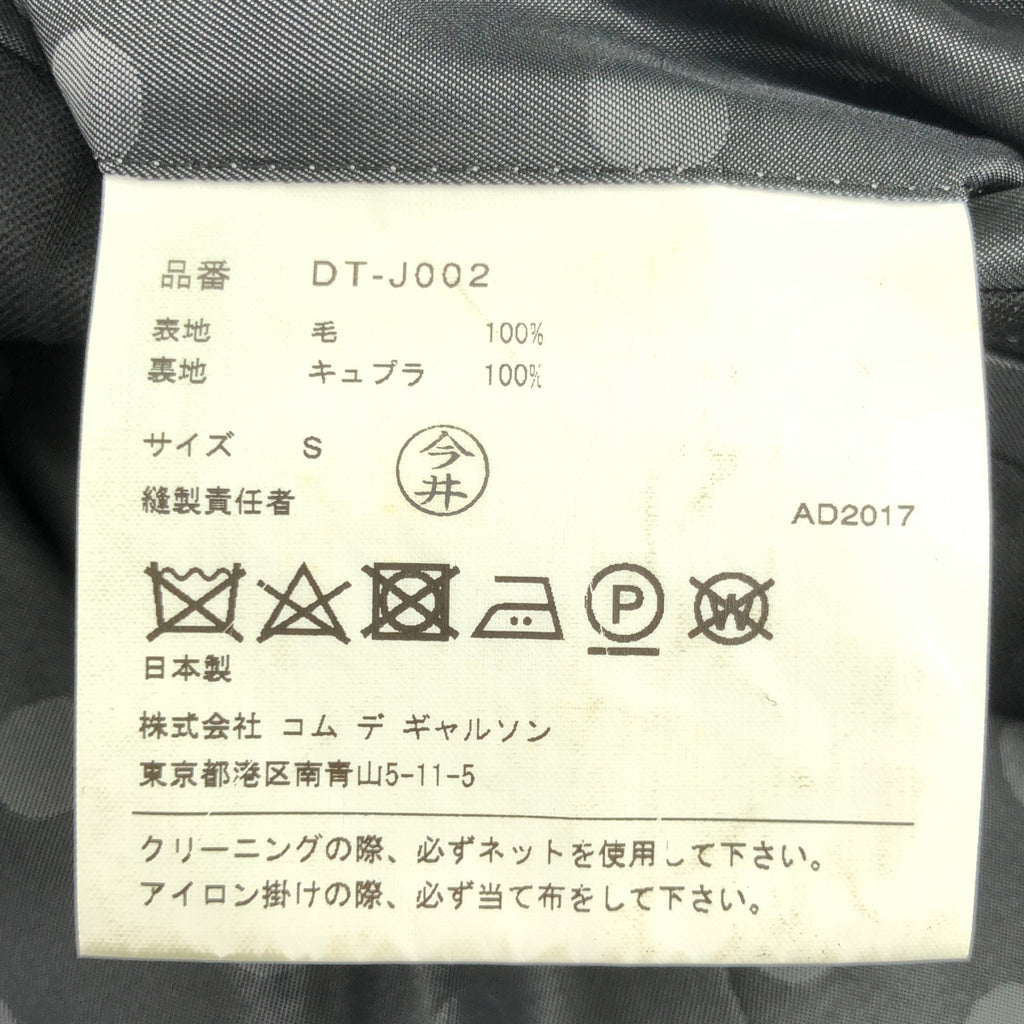 品番 DT-J002
表地 毛 100%
裏地 キュプラ 100%
サイズ S
今井
縫製責任者
AD2017
P W
日本製
株式会社 コム デ ギャルソン
東京都港区南青山5-11-5
クリーニングの際、必ずネットを使用して下さい。
アイロン掛けの際、必ず当て布をして下さい。